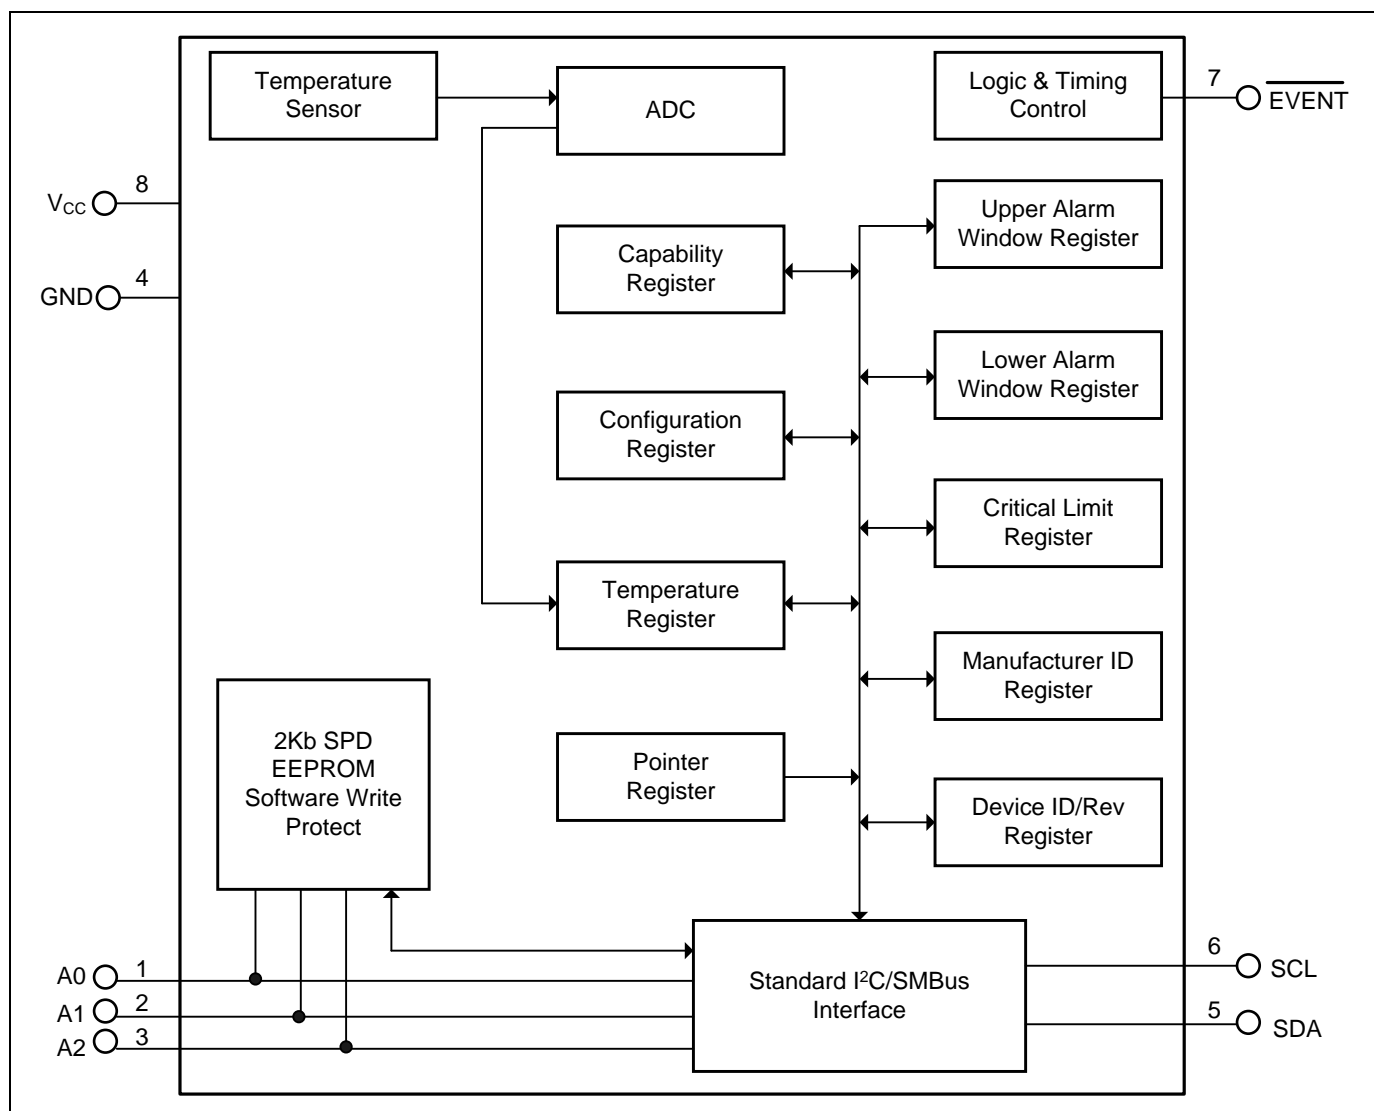 Temperature
Sensor
ADC
Logic & Timing
Control
7
EVENT
V_CC
8
GND
4
Capability
Register
Upper Alarm
Window Register
Lower Alarm
Window Register
Configuration
Register
Critical Limit
Register
Temperature
Register
Manufacturer ID
Register
2Kb SPD
EEPROM
Software Write
Protect
Pointer
Register
Device ID/Rev
Register
A0
1
A1
2
A2
3
Standard I²C/SMBus
Interface
6
SCL
5
SDA